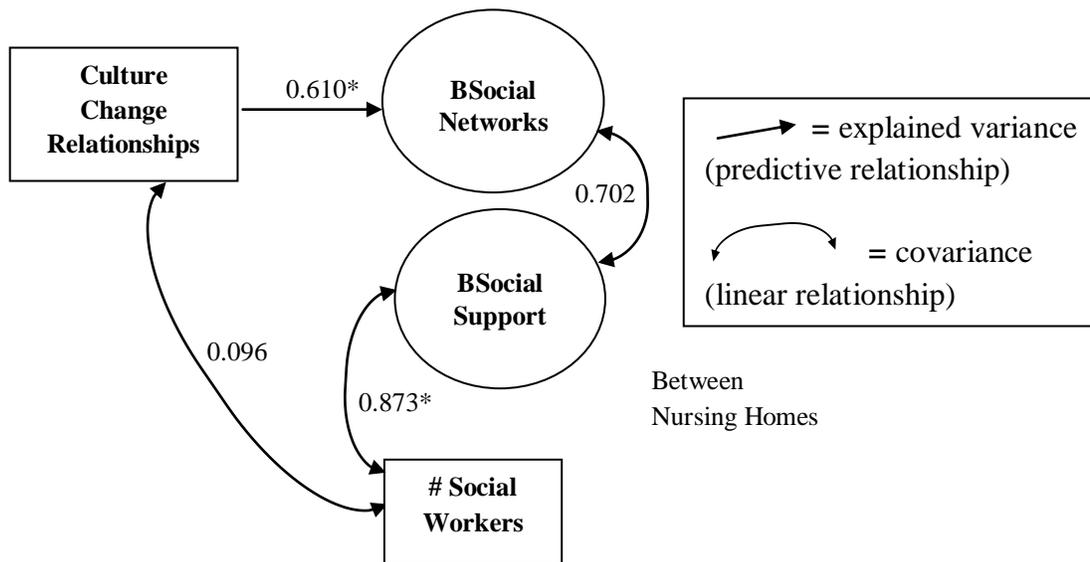 Culture
Change
Relationships
0.610*
BSocial
Networks
0.702
BSocial
Support
0.096
0.873*
# Social
Workers
= explained variance
(predictive relationship)
= covariance
(linear relationship)
Between
Nursing Homes